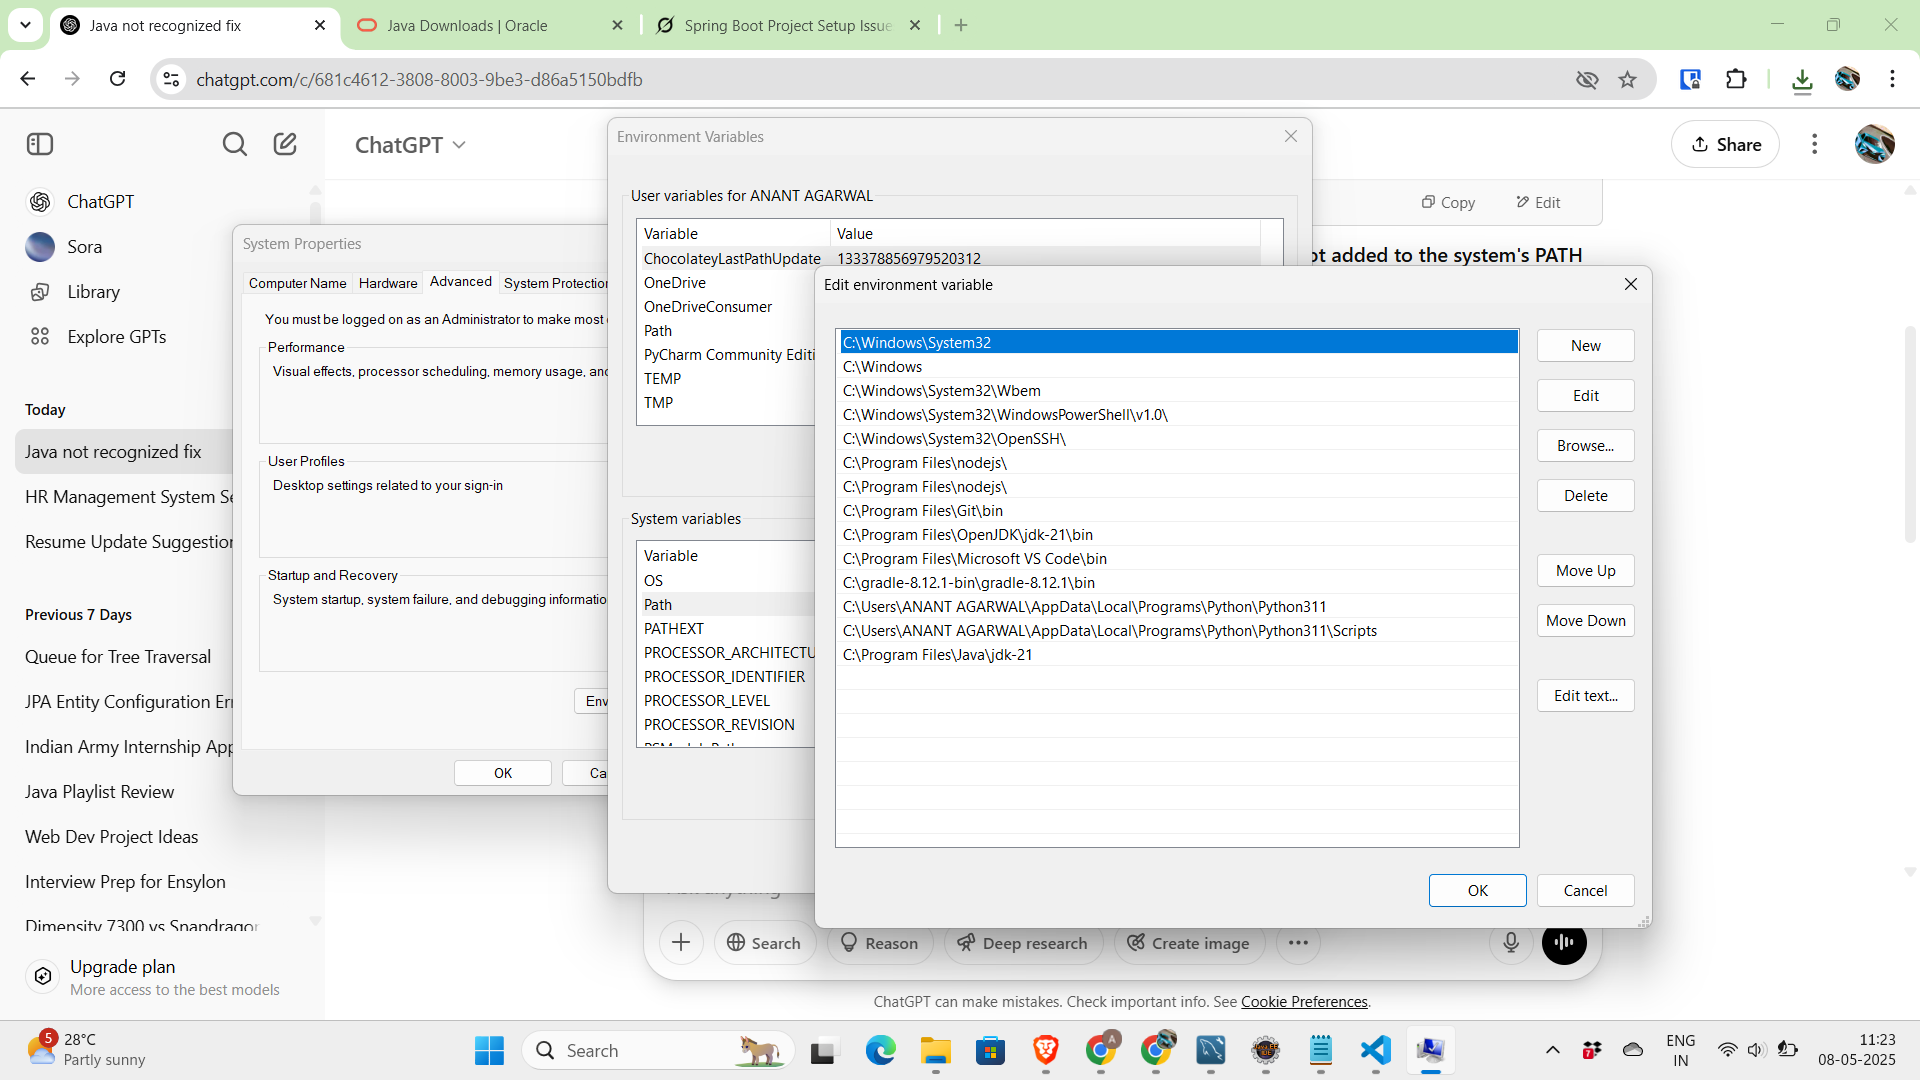 Java not recognized fix
Java Downloads | Oracle
Spring Boot Project Setup Issue
chatgpt.com/c/681c4612-3808-8003-9be3-d86a5150bdfb
ChatGPT
Share
ChatGPT
Sora
Library
Explore GPTs
Today
Java not recognized fix
HR Management System Se
Resume Update Suggestion
Previous 7 Days
Queue for Tree Traversal
JPA Entity Configuration Err
Indian Army Internship App
Java Playlist Review
Web Dev Project Ideas
Interview Prep for Ensylon
Dimensity 7300 vs Snapdragon
Upgrade plan
More access to the best models
Copy
Edit
ot added to the system's PATH
System Properties
Computer Name
Hardware
Advanced
System Protection
You must be logged on as an Administrator to make most
Performance
Visual effects, processor scheduling, memory usage, and
User Profiles
Desktop settings related to your sign-in
Startup and Recovery
System startup, system failure, and debugging informatio
Env
OK
Ca
Environment Variables
User variables for ANANT AGARWAL
Variable Value
ChocolateyLastPathUpdate 133378856979520312
OneDrive
OneDriveConsumer
Path
PyCharm Community Editi
TEMP
TMP
System variables
Variable
OS
Path
PATHEXT
PROCESSOR_ARCHITECTU
PROCESSOR_IDENTIFIER
PROCESSOR_LEVEL
PROCESSOR_REVISION
Edit environment variable
C:\Windows\System32
C:\Windows
C:\Windows\System32\Wbem
C:\Windows\System32\WindowsPowerShell\v1.0\
C:\Windows\System32\OpenSSH\
C:\Program Files\nodejs\
C:\Program Files\nodejs\
C:\Program Files\Git\bin
C:\Program Files\OpenJDK\jdk-21\bin
C:\Program Files\Microsoft VS Code\bin
C:\gradle-8.12.1-bin\gradle-8.12.1\bin
C:\Users\ANANT AGARWAL\AppData\Local\Programs\Python\Python311
C:\Users\ANANT AGARWAL\AppData\Local\Programs\Python\Python311\Scripts
C:\Program Files\Java\jdk-21
New
Edit
Browse...
Delete
Move Up
Move Down
Edit text...
OK
Cancel
Search
Reason
Deep research
Create image
ChatGPT can make mistakes. Check important info. See Cookie Preferences.
5
28°C
Partly sunny
Search
A
7
ENG
IN
11:23
08-05-2025